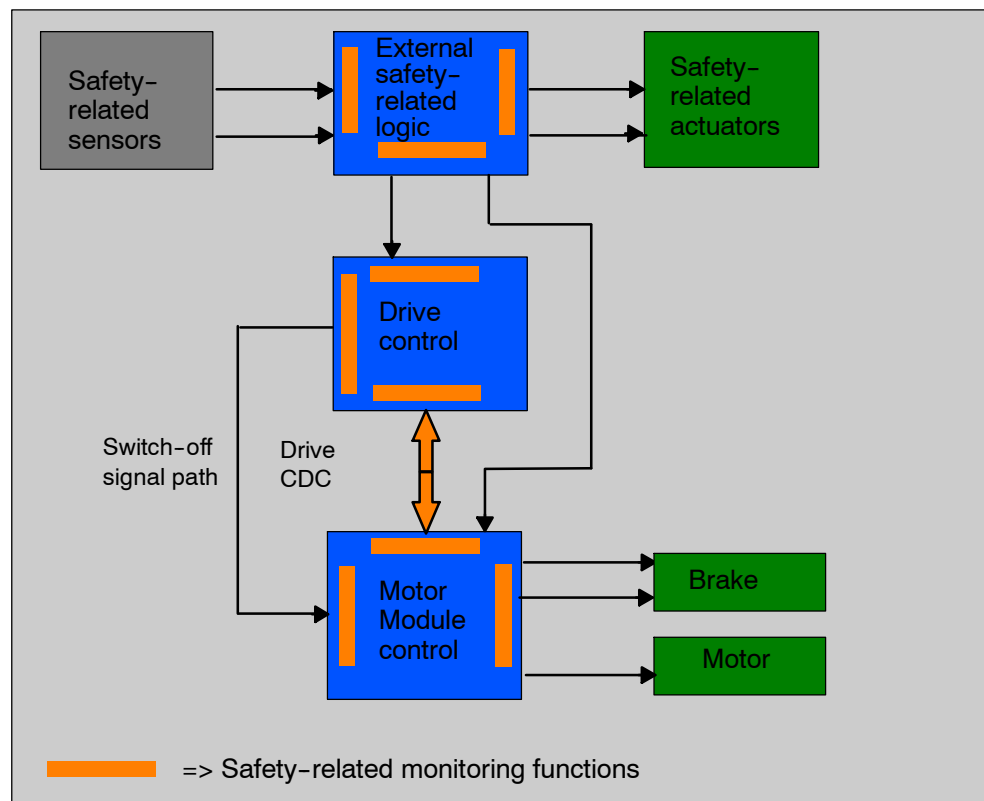 Safety-
related
sensors
External
safety-
related
logic
Safety-
related
actuators
Drive
control
Switch-off
signal path
Drive
CDC
Motor
Module
control
Brake
Motor
=> Safety-related monitoring functions